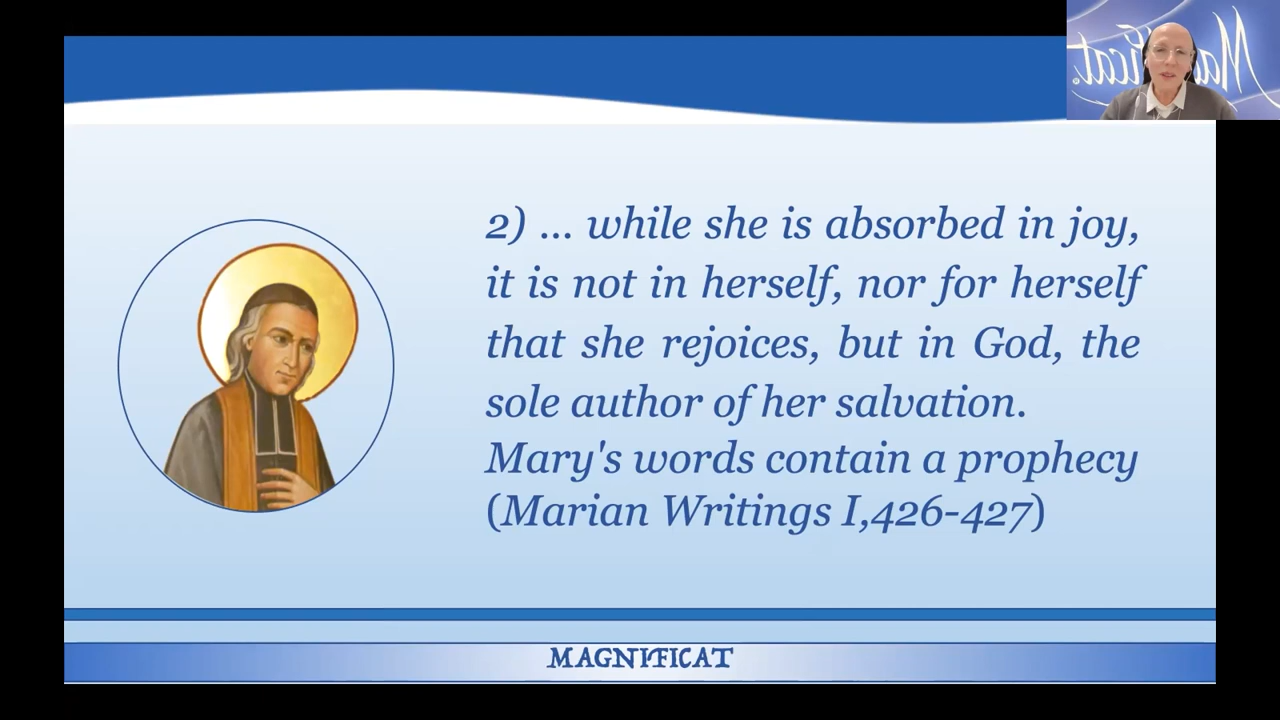 Magnificat.
2) ... while she is absorbed in joy,
it is not in herself, nor for herself
that she rejoices, but in God, the
sole author of her salvation.
Mary's words contain a prophecy
(Marian Writings I,426-427)
MAGNIFICAT